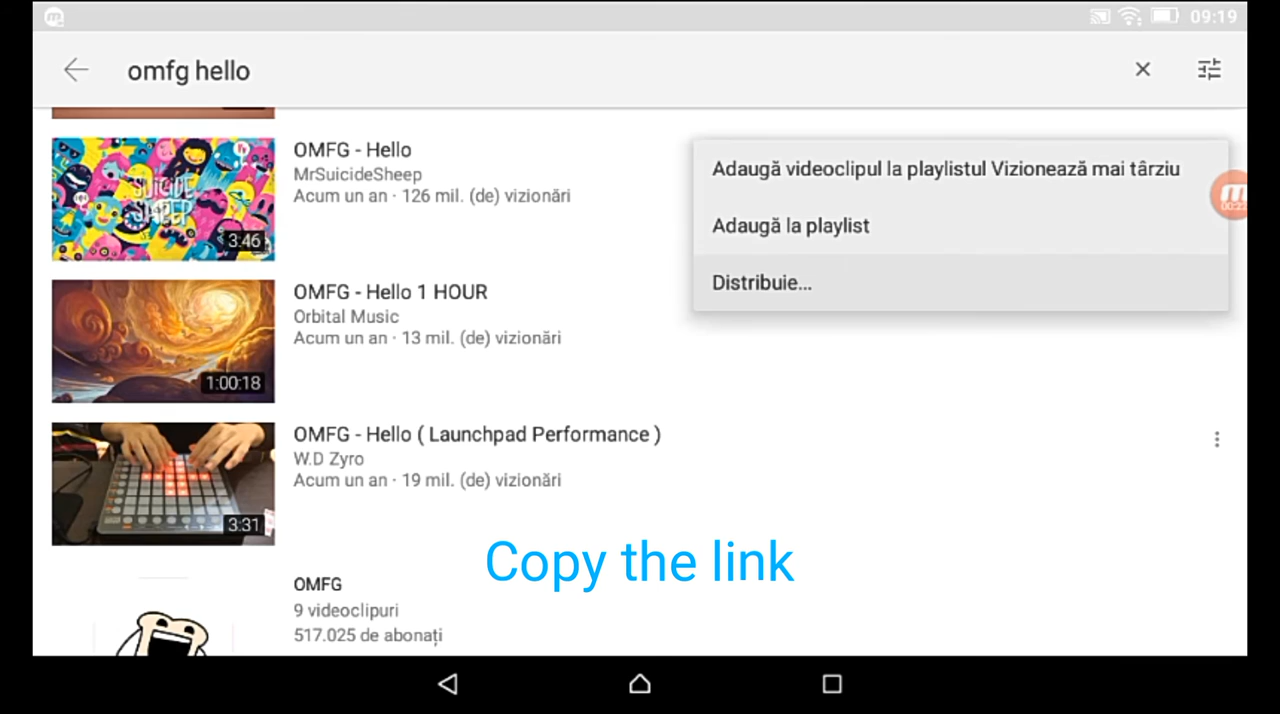 09:19
omfg hello
SUICIDE
SHEEP
3:46
OMFG - Hello
MrSuicideSheep
Acum un an · 126 mil. (de) vizionări
Adaugă videoclipul la playlistul Vizionează mai târziu
Adaugă la playlist
Distribuie...
1:00:18
OMFG - Hello 1 HOUR
Orbital Music
Acum un an · 13 mil. (de) vizionări
3:31
OMFG - Hello ( Launchpad Performance )
W.D Zyro
Acum un an · 19 mil. (de) vizionări
Copy the link
OMFG
9 videoclipuri
517.025 de abonați